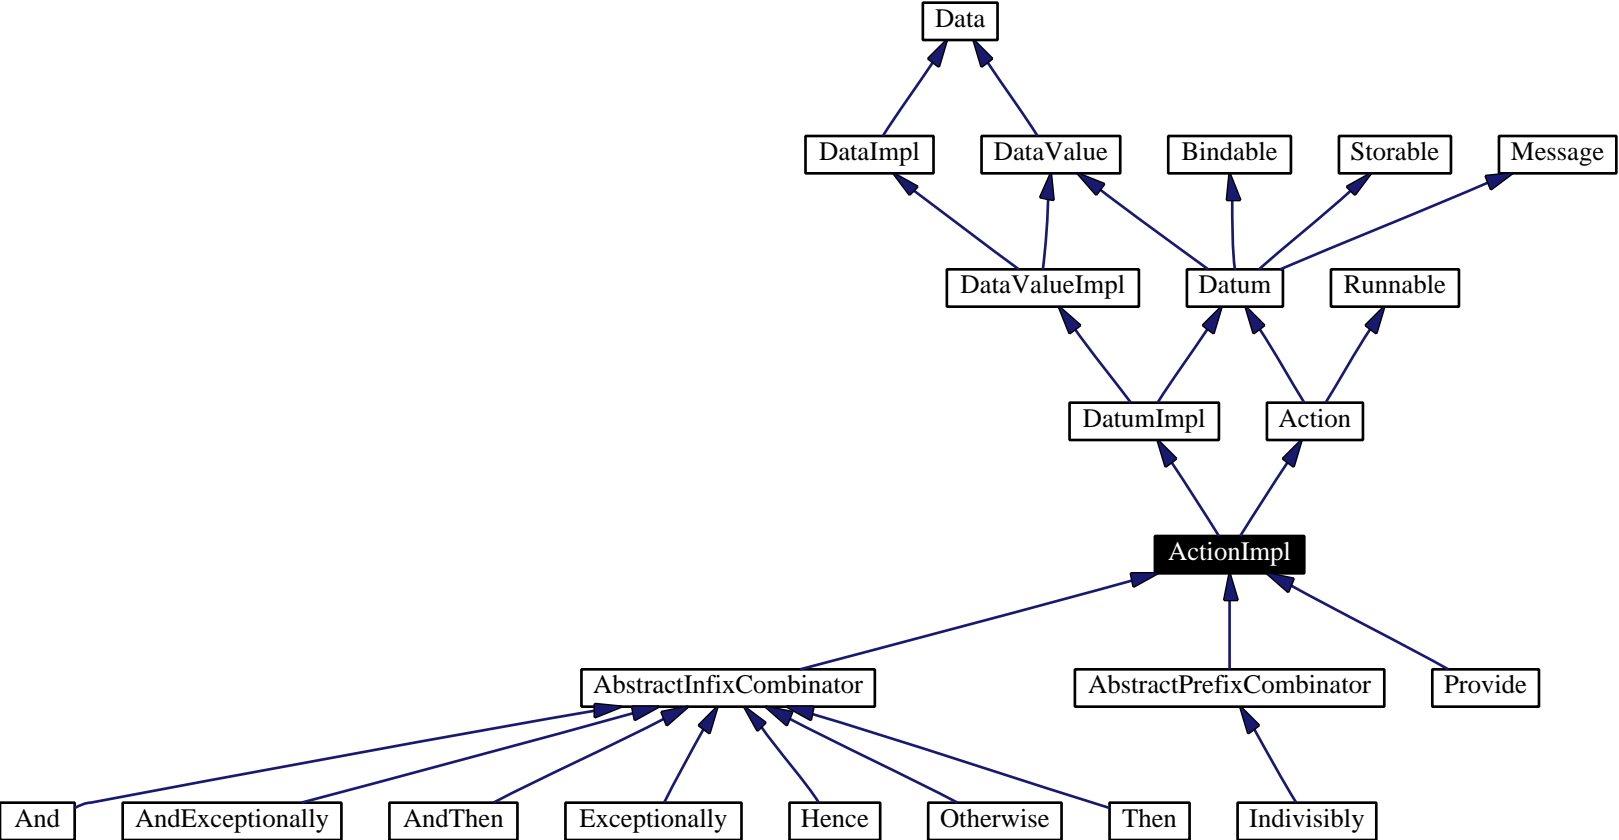 Data
DataImpl
DataValue
Bindable
Storable
Message
DataValueImpl
Datum
Runnable
DatumImpl
Action
ActionImpl
AbstractInfixCombinator
AbstractPrefixCombinator
Provide
And
AndExceptionally
AndThen
Exceptionally
Hence
Otherwise
Then
Indivisibly